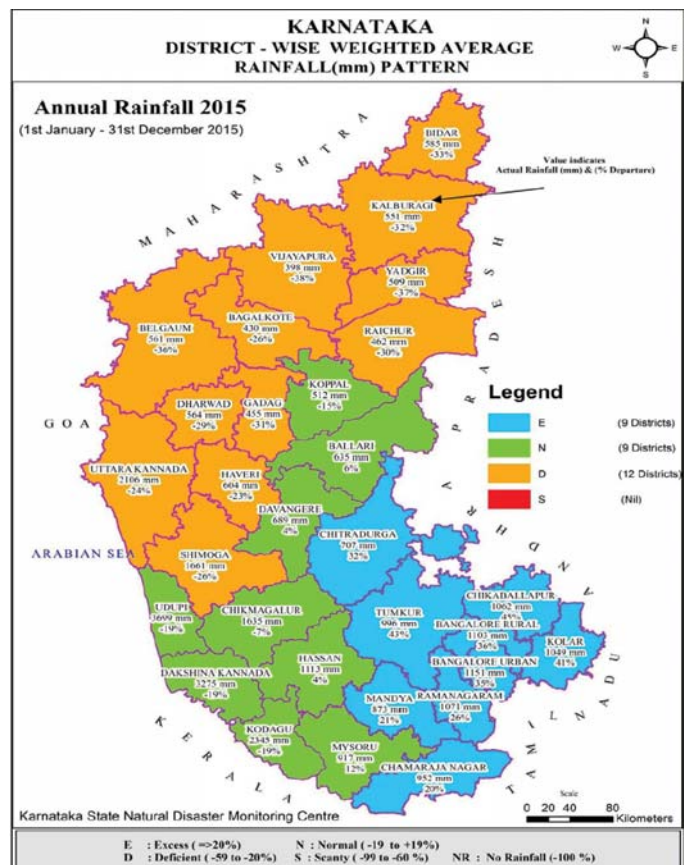 KARNATAKA
DISTRICT - WISE WEIGHTED AVERAGE
RAINFALL(mm) PATTERN
N
W E
S
Annual Rainfall 2015
(1st January - 31st December 2015)
MAHARASHTRA
BIDAR
585 mm
-33%
Value indicates
Actual Rainfall (mm) & (% Departure)
KALBURAGI
551 mm
-32%
VIJAYAPURA
398 mm
-38%
YADGIR
509 mm
-37%
BAGALKOTE
430 mm
-26%
BELGAUM
561 mm
-36%
RAICHUR
462 mm
-30%
KOPPAL
512 mm
-15%
DHARWAD
564 mm
-29%
GADAG
455 mm
-31%
GOA
BALLARI
635 mm
6%
UTTARA KANNADA
2106 mm
-24%
HAVERI
604 mm
-23%
DAVANGERE
689 mm
4%
CHITRADURGA
707 mm
32%
ANDHRA PRADESH
Legend
E (9 Districts)
N (9 Districts)
D (12 Districts)
S (Nil)
ARABIAN SEA
SHIMOGA
1661 mm
-26%
UDUPI
3699 mm
-19%
CHIKMAGALUR
1635 mm
-7%
TUMKUR
996 mm
43%
CHIKABALLAPUR
1062 mm
45%
BANGALORE RURAL
1103 mm
36%
KOLAR
1049 mm
41%
BANGALORE URBAN
1151 mm
35%
HASSAN
1113 mm
4%
DAKSHINA KANNADA
3275 mm
-19%
MANDYA
873 mm
21%
RAMANAGARAM
1071 mm
26%
KODAGU
2345 mm
-19%
MYSORU
917 mm
12%
CHAMARAJA NAGAR
952 mm
20%
KERALA
TAMILNADU
Scale
0 20 40 80
Kilometers
Karnataka State Natural Disaster Monitoring Centre
E : Excess ( =>20%) N : Normal (-19 to +19%)
D : Deficient ( -59 to -20%) S : Scanty ( -99 to -60 %) NR : No Rainfall (-100 %)